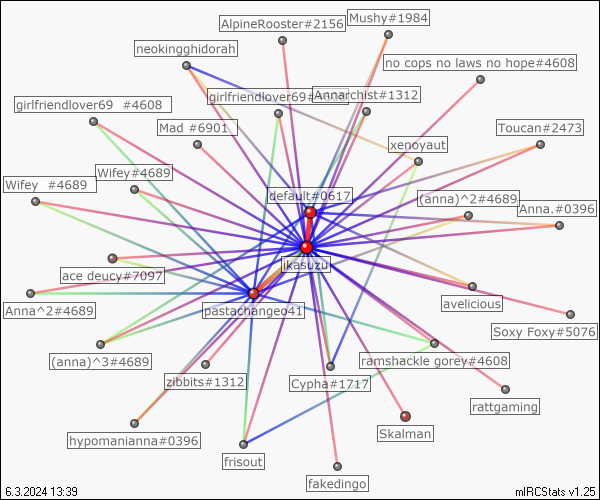 AlpineRooster#2156
Mushy#1984
neokingghidorah
no cops no laws no hope#4608
girlfriendlover69 #4608
girlfriendlover69#
Annarchist#1312
Mad #6901
Toucan#2473
xenoyaut
Wifey#4689
Wifey #4689
default#0617
(anna)^2#4689
Anna.#0396
ikasuzu
ace deucy#7097
pastachangeo41
avelicious
Anna^2#4689
Soxy Foxy#5076
(anna)^3#4689
ramshackle gorey#4608
zibbits#1312
Cypha#1717
rattgaming
hypomanianna#0396
Skalman
frisout
fakedingo
6.3.2024 13:39
mIRCStats v1.25